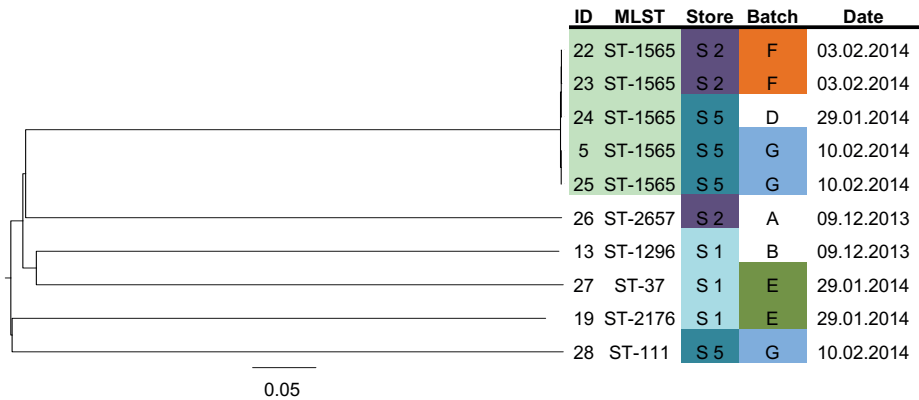 ID MLST Store Batch Date
22 ST-1565 S 2 F 03.02.2014
23 ST-1565 S 2 F 03.02.2014
24 ST-1565 S 5 D 29.01.2014
5 ST-1565 S 5 G 10.02.2014
25 ST-1565 S 5 G 10.02.2014
26 ST-2657 S 2 A 09.12.2013
13 ST-1296 S 1 B 09.12.2013
27 ST-37 S 1 E 29.01.2014
19 ST-2176 S 1 E 29.01.2014
28 ST-111 S 5 G 10.02.2014
0.05